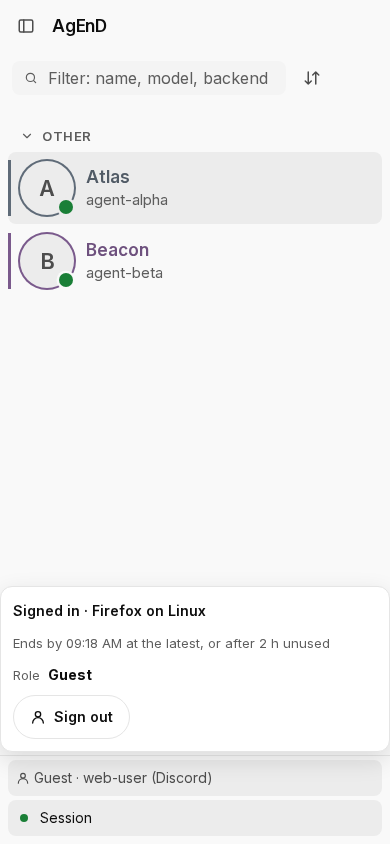 AgEnD
Filter: name, model, backend
OTHER
A
Atlas
agent-alpha
B
Beacon
agent-beta
Signed in · Firefox on Linux
Ends by 09:18 AM at the latest, or after 2 h unused
Role Guest
Sign out
Guest · web-user (Discord)
Session